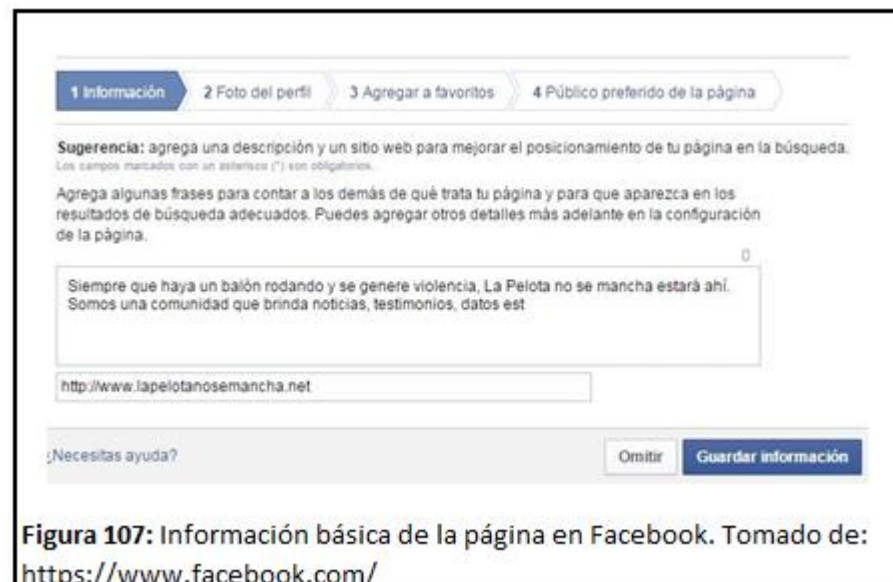 1 Información 2 Foto del perfil 3 Agregar a favoritos 4 Público preferido de la página
Sugerencia: agrega una descripción y un sitio web para mejorar el posicionamiento de tu página en la búsqueda.
Los campos marcados con un asterisco (*) son obligatorios.
Agrega algunas frases para contar a los demás de qué trata tu página y para que aparezca en los
resultados de búsqueda adecuados. Puedes agregar otros detalles más adelante en la configuración
de la página.
0
Siempre que haya un balón rodando y se genere violencia, La Pelota no se mancha estará ahí.
Somos una comunidad que brinda noticias, testimonios, datos est
http://www.lapelotanosemancha.net
¿Necesitas ayuda? Omitir Guardar información
Figura 107: Información básica de la página en Facebook. Tomado de:
https://www.facebook.com/